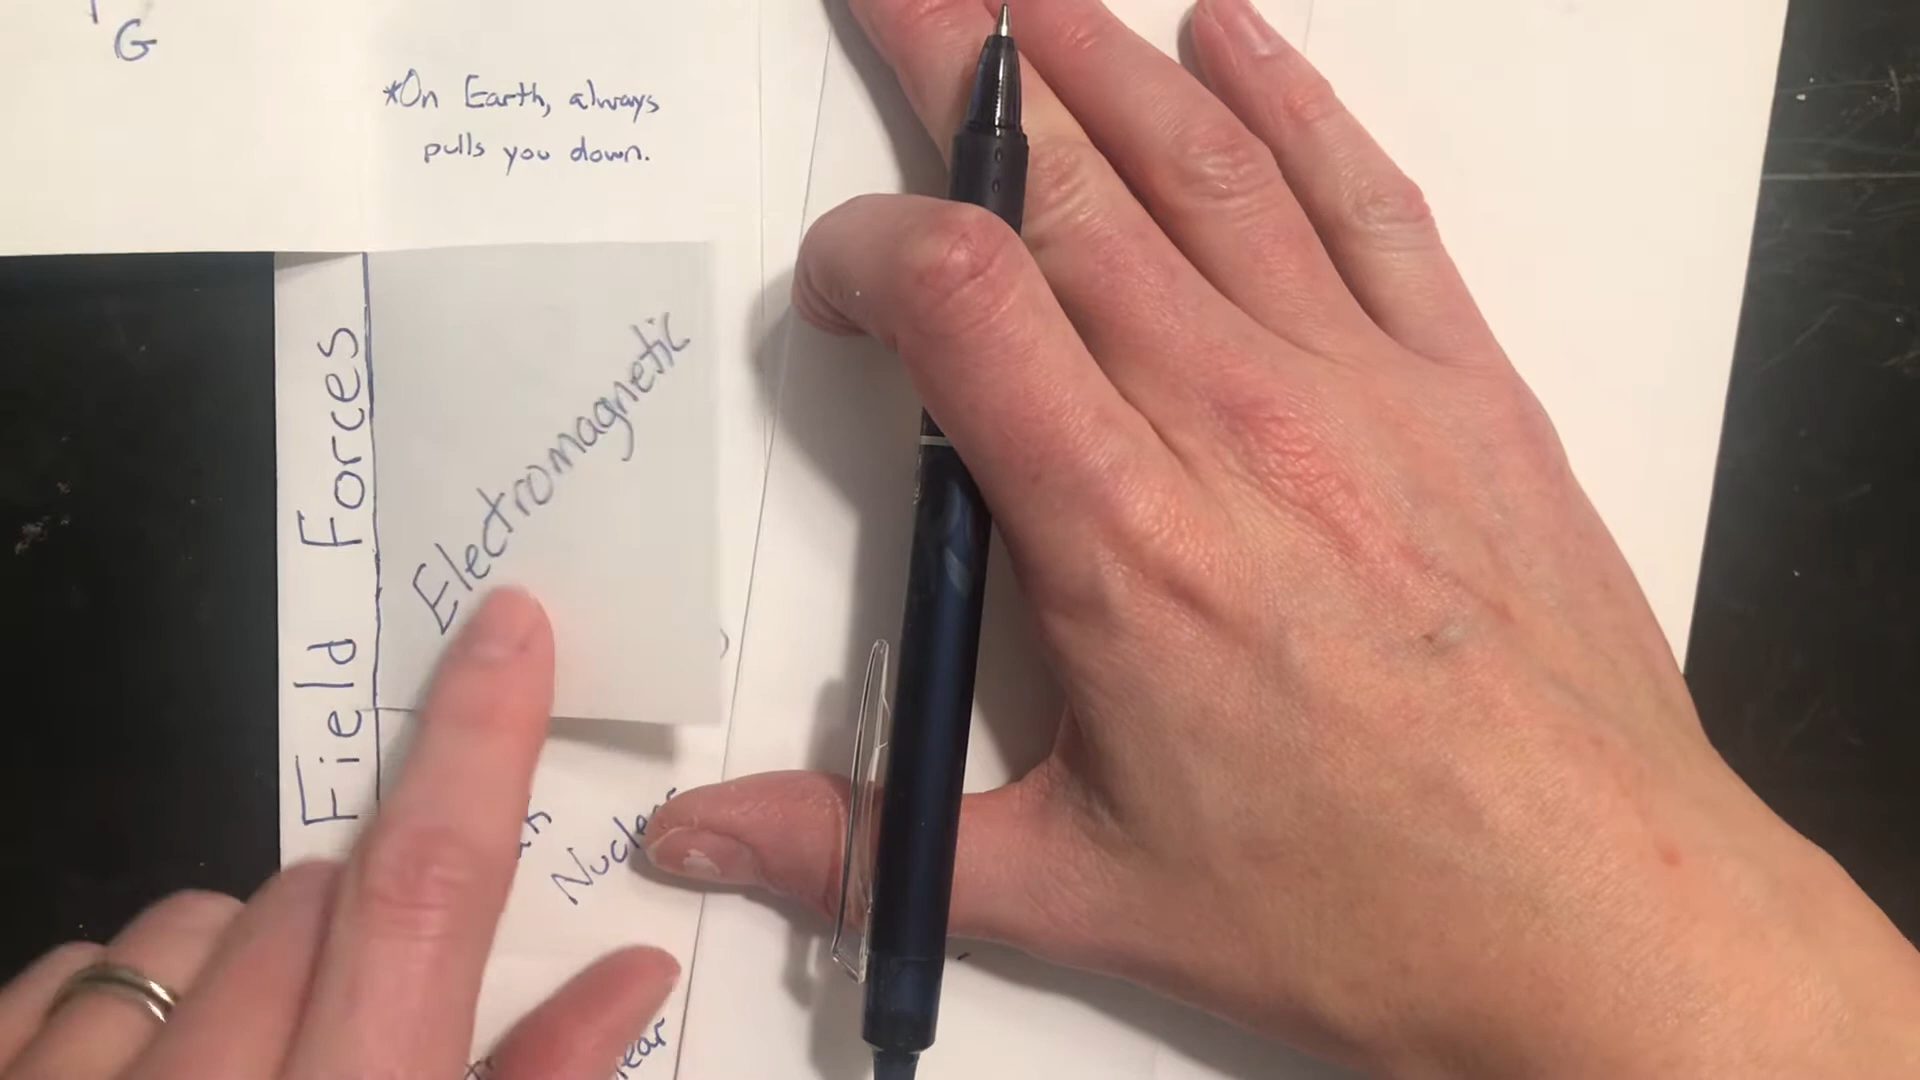 G
*On Earth, always
pulls you down.
Field Forces
Electromagnetic
Nuclear